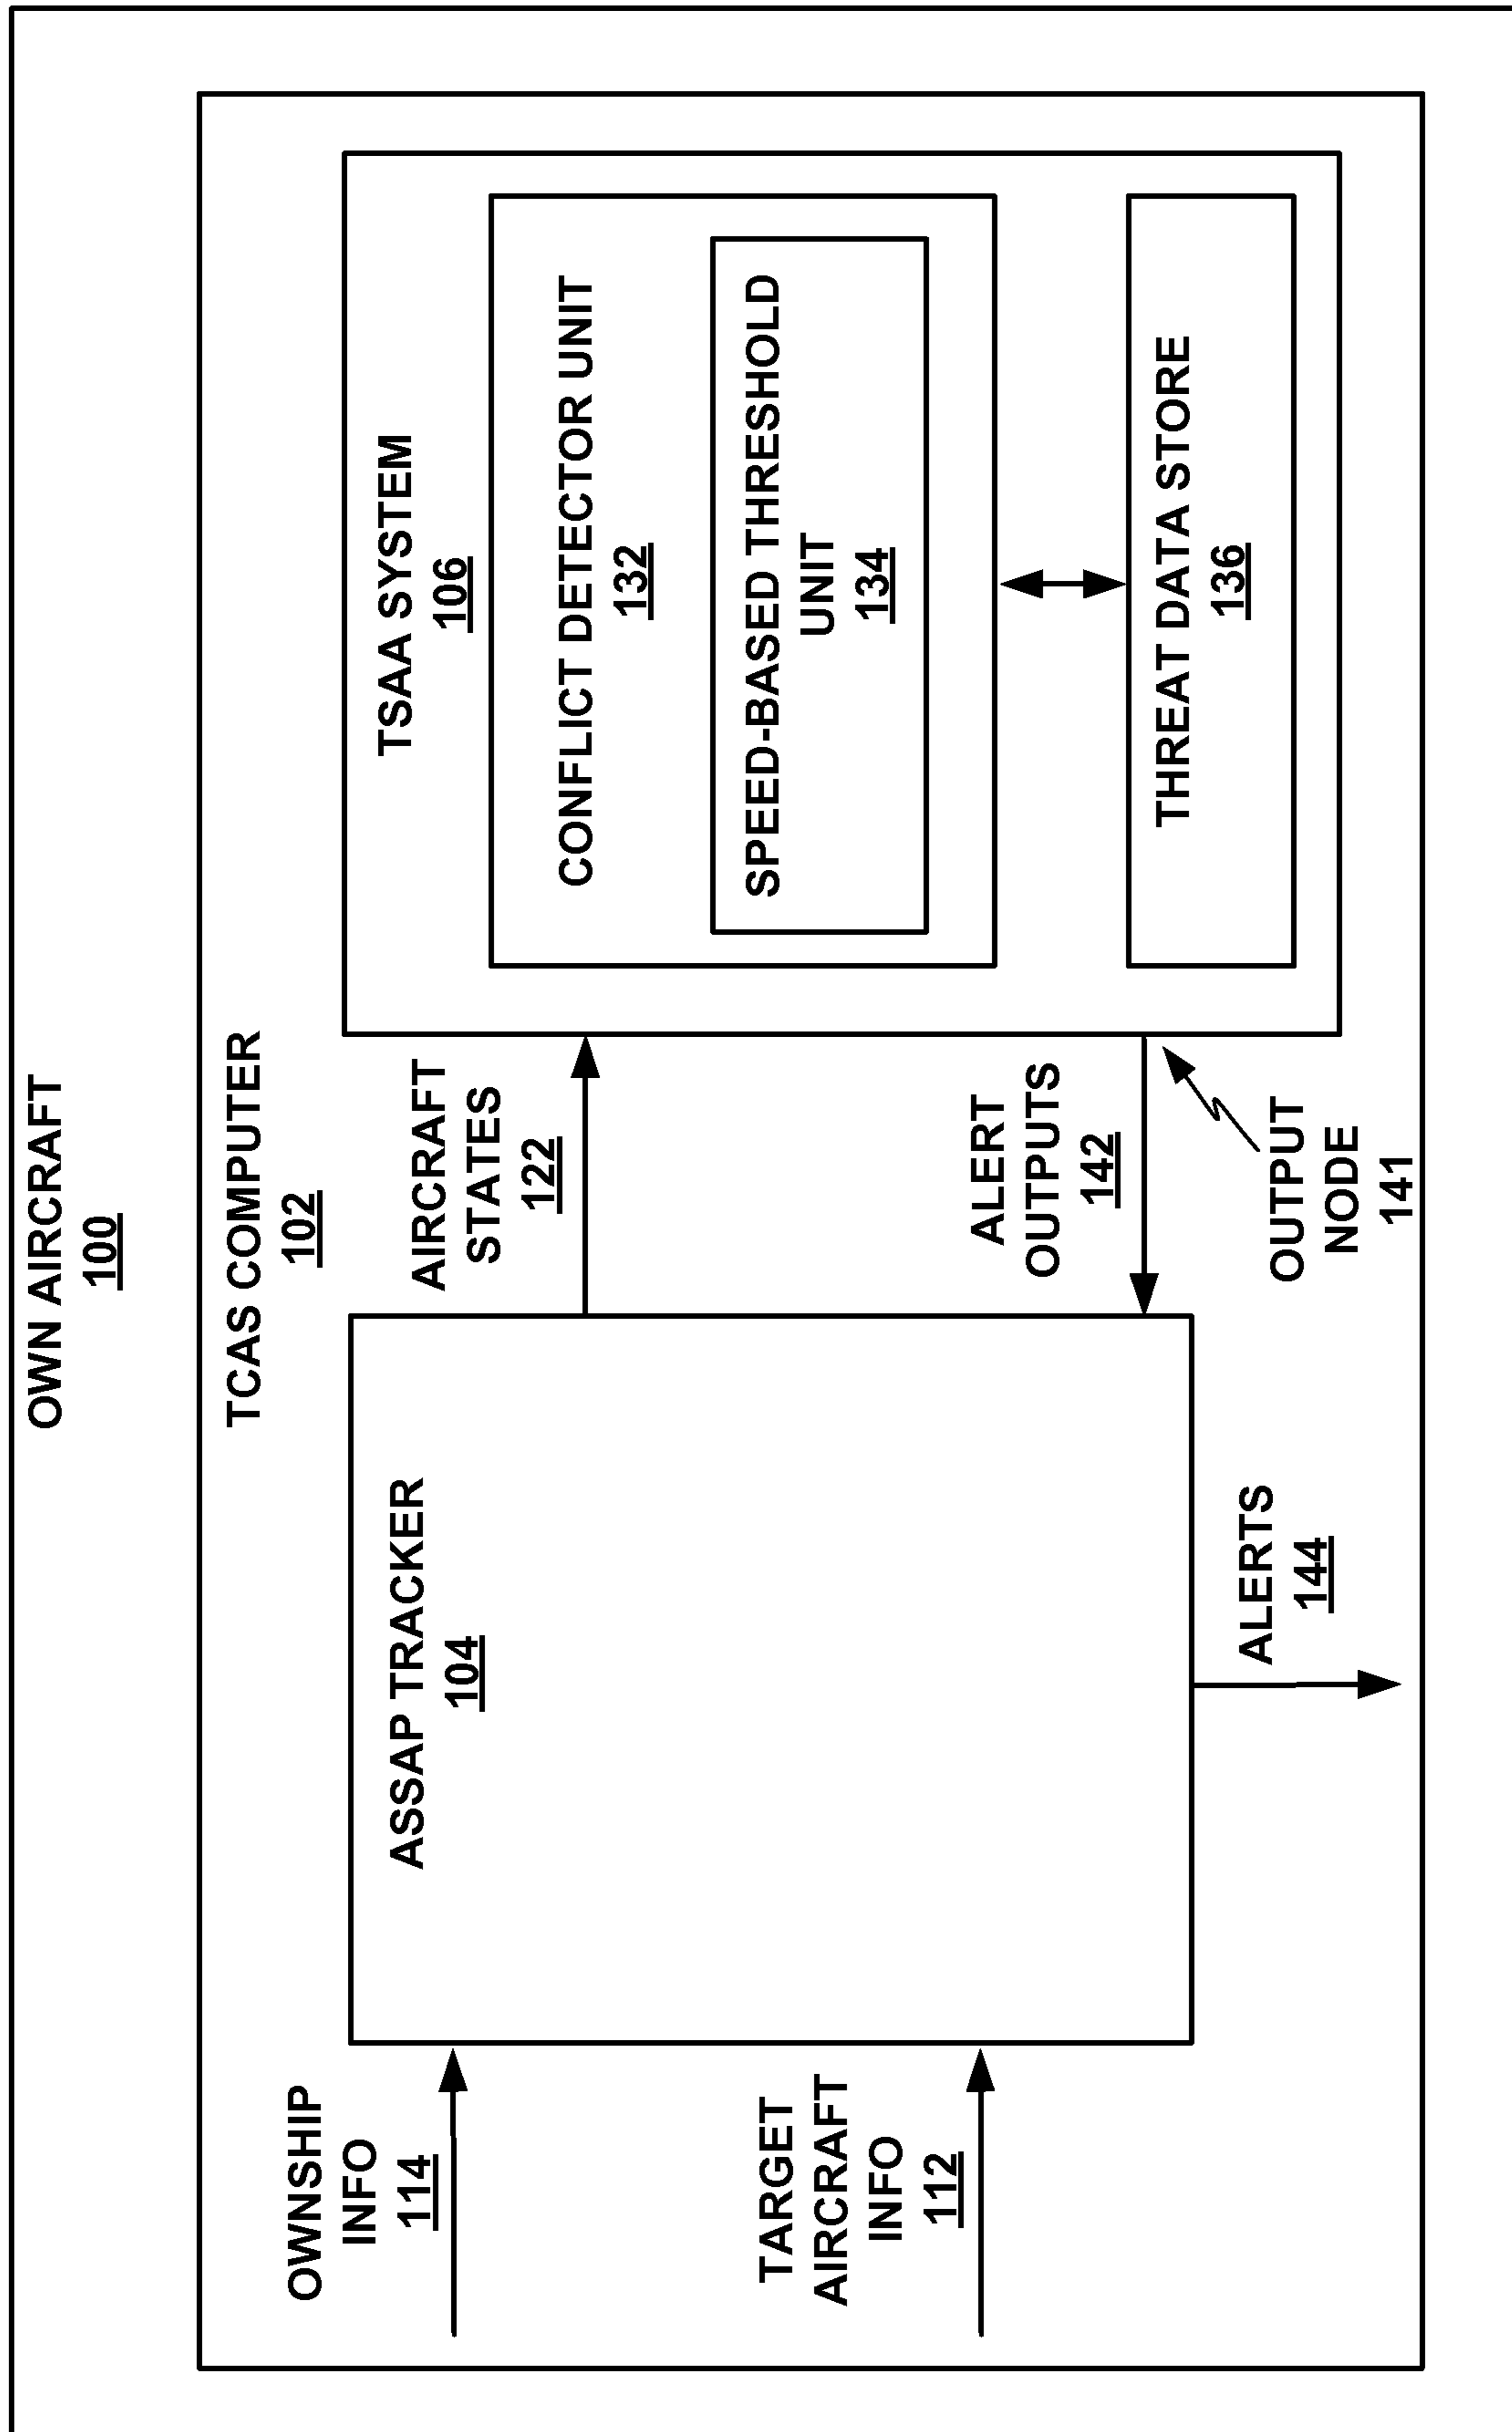 OWN AIRCRAFT
100
TCAS COMPUTER
102
OWNSHIP
INFO
114
TARGET
AIRCRAFT
INFO
112
ASSAP TRACKER
104
ALERTS
144
AIRCRAFT
STATES
122
ALERT
OUTPUTS
142
OUTPUT
NODE
141
TSAA SYSTEM
106
CONFLICT DETECTOR UNIT
132
SPEED-BASED THRESHOLD
UNIT
134
THREAT DATA STORE
136